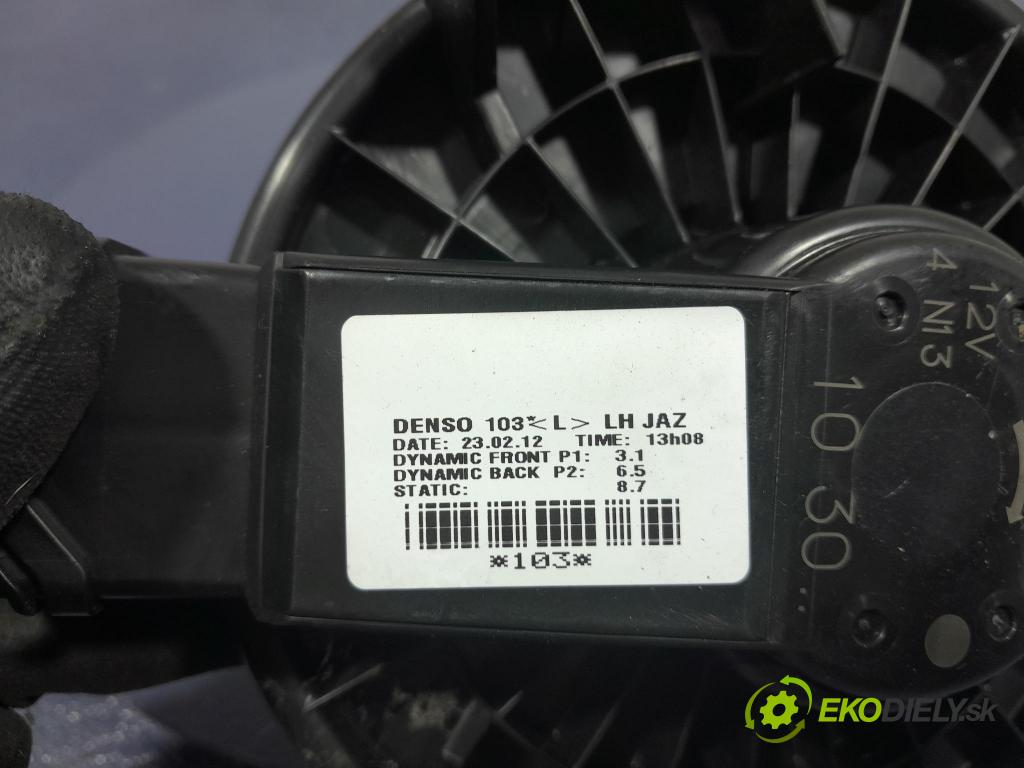 DENSO 103*<L> LH JAZ
DATE: 23.02.12 TIME: 13h08
DYNAMIC FRONT P1: 3.1
DYNAMIC BACK P2: 6.5
STATIC: 8.7
*103*
12V
4 N13
10 30
EKODIELY.sk